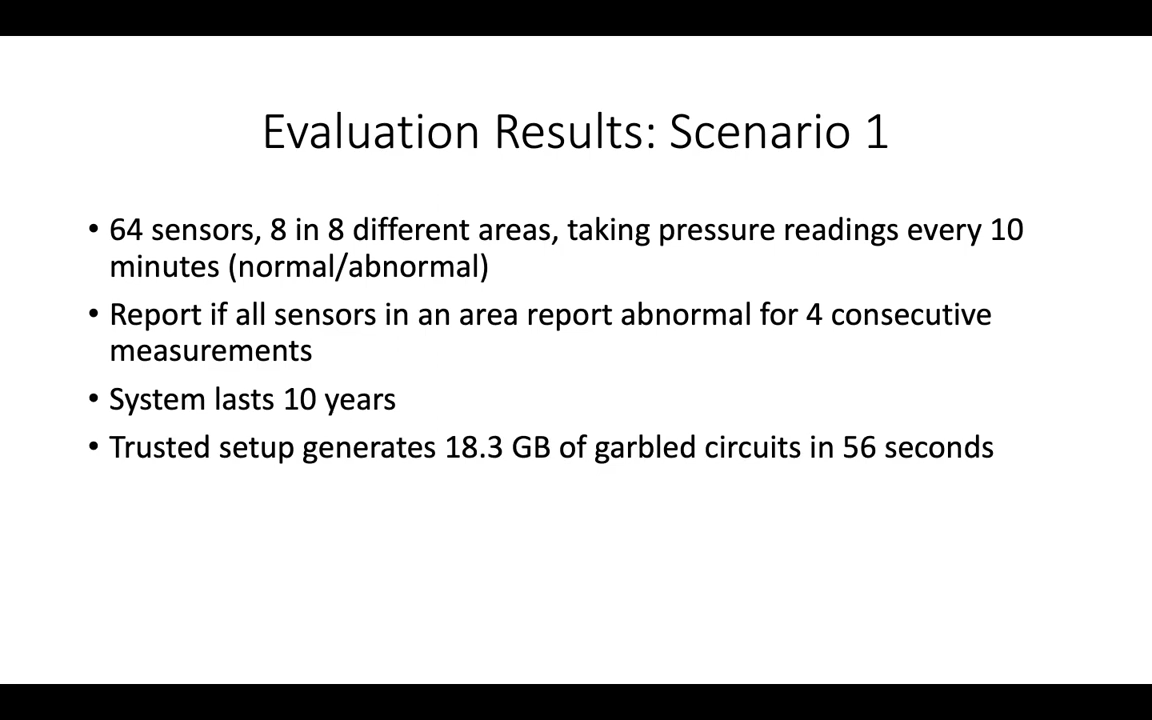 Evaluation Results: Scenario 1
• 64 sensors, 8 in 8 different areas, taking pressure readings every 10
minutes (normal/abnormal)
• Report if all sensors in an area report abnormal for 4 consecutive
measurements
• System lasts 10 years
• Trusted setup generates 18.3 GB of garbled circuits in 56 seconds